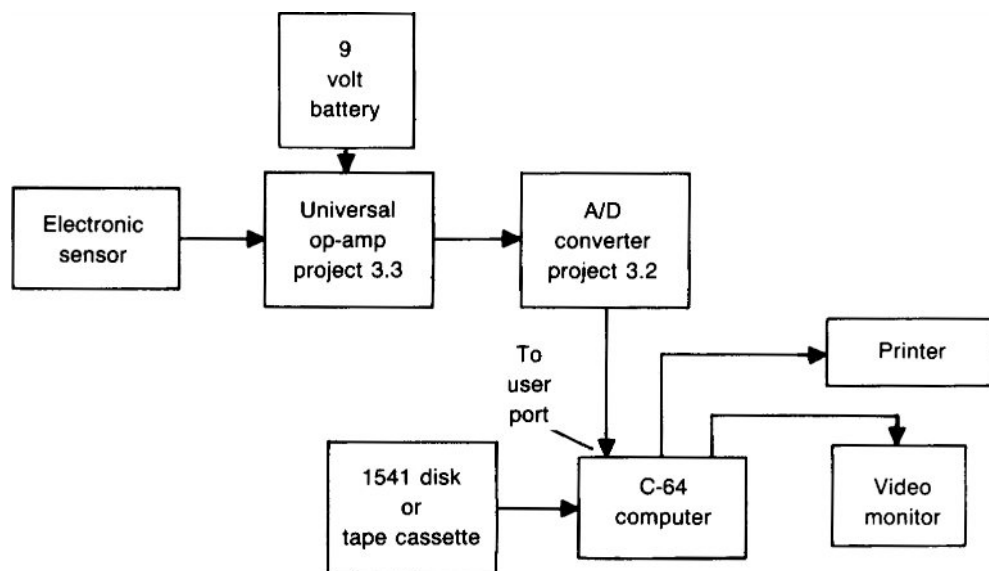 9
volt
battery
Electronic
sensor
Universal
op-amp
project 3.3
A/D
converter
project 3.2
To
user
port
Printer
1541 disk
or
tape cassette
C-64
computer
Video
monitor